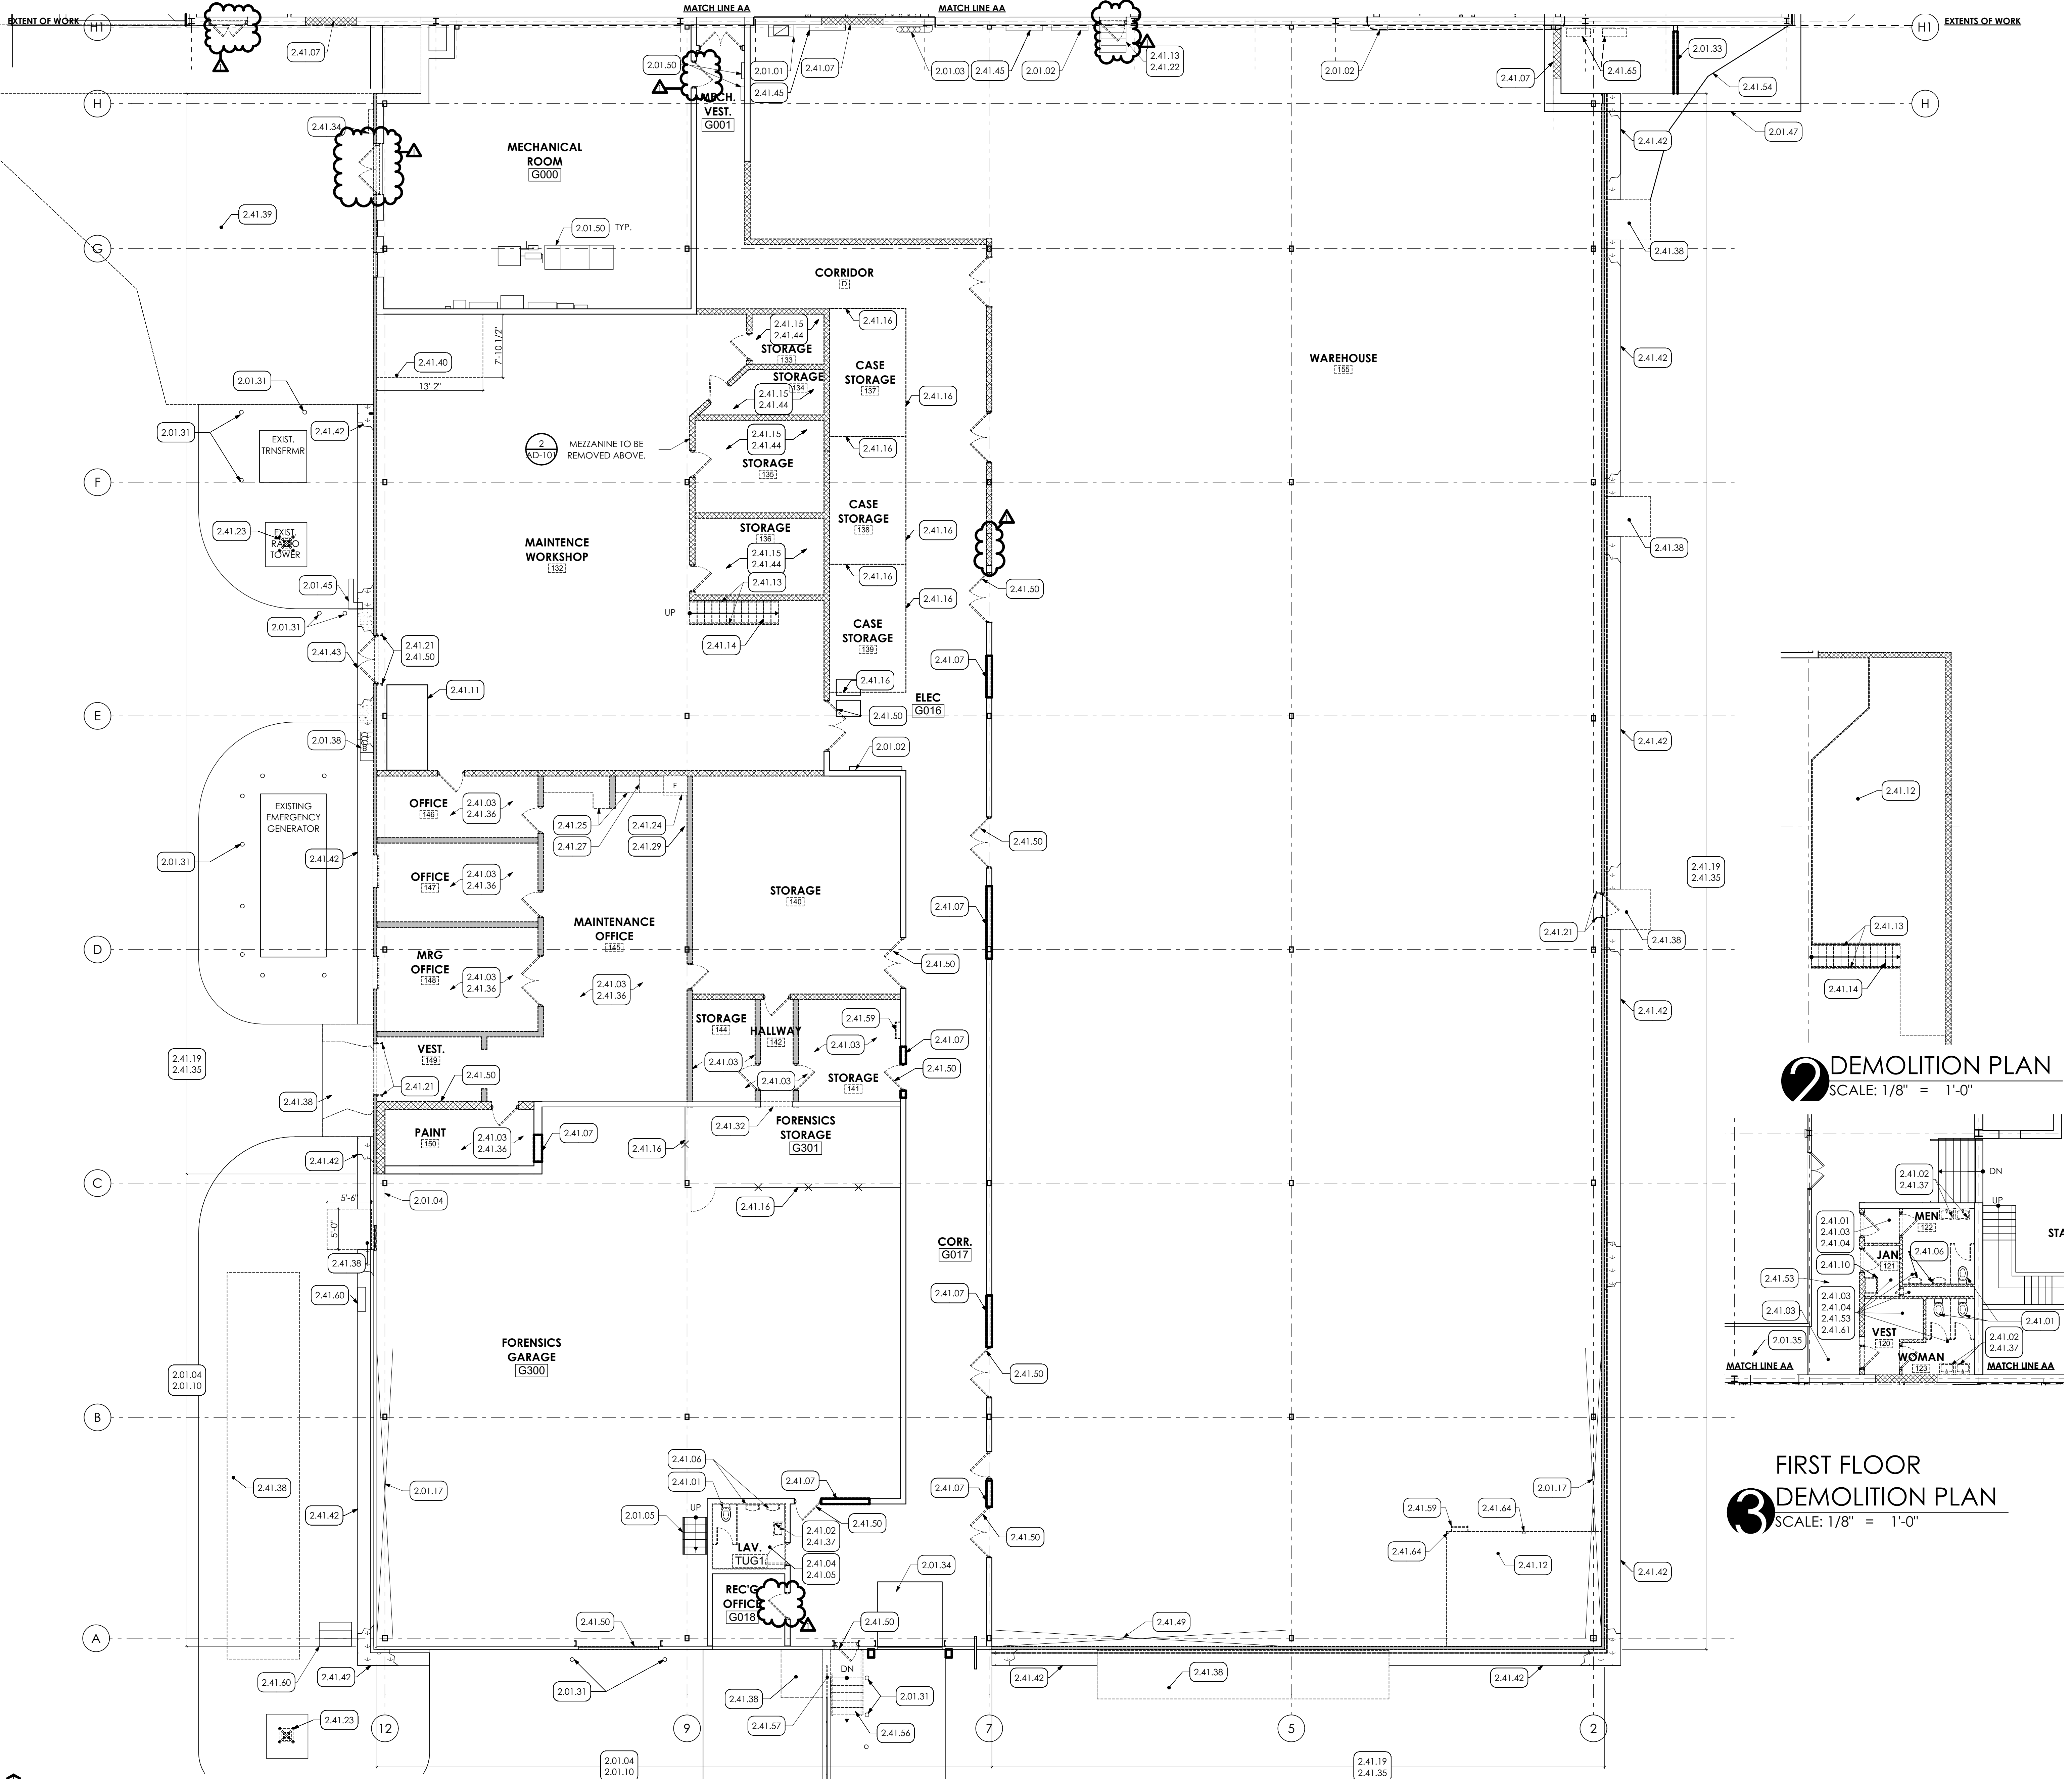 EXTENT OF WORK
MATCH LINE AA
MATCH LINE AA
EXTENTS OF WORK
H1
H1
2.41.07
2.01.50
2.01.01
2.41.07
2.41.45
2.01.03
2.41.45
2.01.02
2.41.13
2.41.22
2.01.02
2.41.07
2.41.65
2.01.33
2.41.54
2.01.47
H
H
MECH.
VEST.
G001
2.41.34
MECHANICAL
ROOM
G000
2.41.42
2.41.39
2.01.50
TYP.
G
2.41.38
CORRIDOR
D
2.41.15
2.41.44
STORAGE
133
2.41.16
7'-10 1/2"
2.41.40
13'-2"
STORAGE
134
2.41.15
2.41.44
CASE
STORAGE
137
2.41.16
WAREHOUSE
155
2.41.42
2.01.31
2.01.31
2.41.42
EXIST.
TRNSFRMR
2
AD-101
MEZZANINE TO BE
REMOVED ABOVE.
2.41.15
2.41.44
STORAGE
135
2.41.16
F
2.41.23
EXIST.
RADIO
TOWER
MAINTENCE
WORKSHOP
132
STORAGE
136
2.41.15
2.41.44
2.41.13
CASE
STORAGE
138
2.41.16
2.41.16
2.41.38
2.01.45
2.41.16
2.41.50
2.01.31
UP
2.41.14
CASE
STORAGE
139
2.41.43
2.41.21
2.41.50
2.41.07
2.41.11
2.41.16
ELEC
G016
2.41.50
E
2.01.38
2.01.02
2.41.42
EXISTING
EMERGENCY
GENERATOR
2.01.31
2.41.42
OFFICE
146
2.41.03
2.41.36
F
2.41.25
2.41.27
2.41.24
2.41.29
2.41.50
OFFICE
147
2.41.03
2.41.36
STORAGE
140
2.41.07
2.41.19
2.41.35
2.41.12
MAINTENANCE
OFFICE
145
2.41.21
2.41.38
D
MRG
OFFICE
148
2.41.03
2.41.36
2.41.03
2.41.36
2.41.50
2.41.13
2.41.14
2.41.42
STORAGE
144
HALLWAY
142
2.41.59
2.41.03
2.41.07
2.41.19
2.41.35
VEST.
149
2.41.03
2.41.03
STORAGE
141
2.41.50
2.41.50
2.41.21
2.41.38
2 DEMOLITION PLAN
SCALE: 1/8" = 1'-0"
PAINT
150
2.41.03
2.41.36
2.41.07
2.41.32
2.41.16
FORENSICS
STORAGE
G301
2.41.42
C
5'-6"
5'-0"
2.01.04
2.41.16
2.41.38
CORR.
G017
2.41.60
2.41.07
2.41.02
2.41.37
DN
UP
MEN
122
STA
2.41.01
2.41.03
2.41.04
JAN
121
2.41.06
2.41.10
2.41.53
2.41.03
2.41.04
2.41.53
2.41.61
2.41.03
2.01.35
VEST
120
2.41.01
2.41.02
2.41.37
WOMAN
123
MATCH LINE AA
MATCH LINE AA
FORENSICS
GARAGE
G300
2.41.50
2.01.04
2.01.10
B
FIRST FLOOR
3 DEMOLITION PLAN
SCALE: 1/8" = 1'-0"
2.41.38
2.01.17
2.41.06
2.41.01
2.41.07
2.41.07
2.01.17
2.41.42
2.01.05
UP
2.41.50
2.41.02
2.41.37
LAV.
TUG1
2.41.04
2.41.05
2.41.50
2.41.59
2.41.64
2.41.64
2.41.12
2.01.34
2.41.42
REC'G
OFFICE
G018
A
2.41.50
2.41.50
2.41.49
2.41.60
2.41.42
2.01.31
DN
2.41.38
2.01.31
2.41.57
2.41.56
2.41.42
2.41.38
2.41.42
2.41.23
12
9
7
5
2
2.01.04
2.01.10
2.41.19
2.41.35